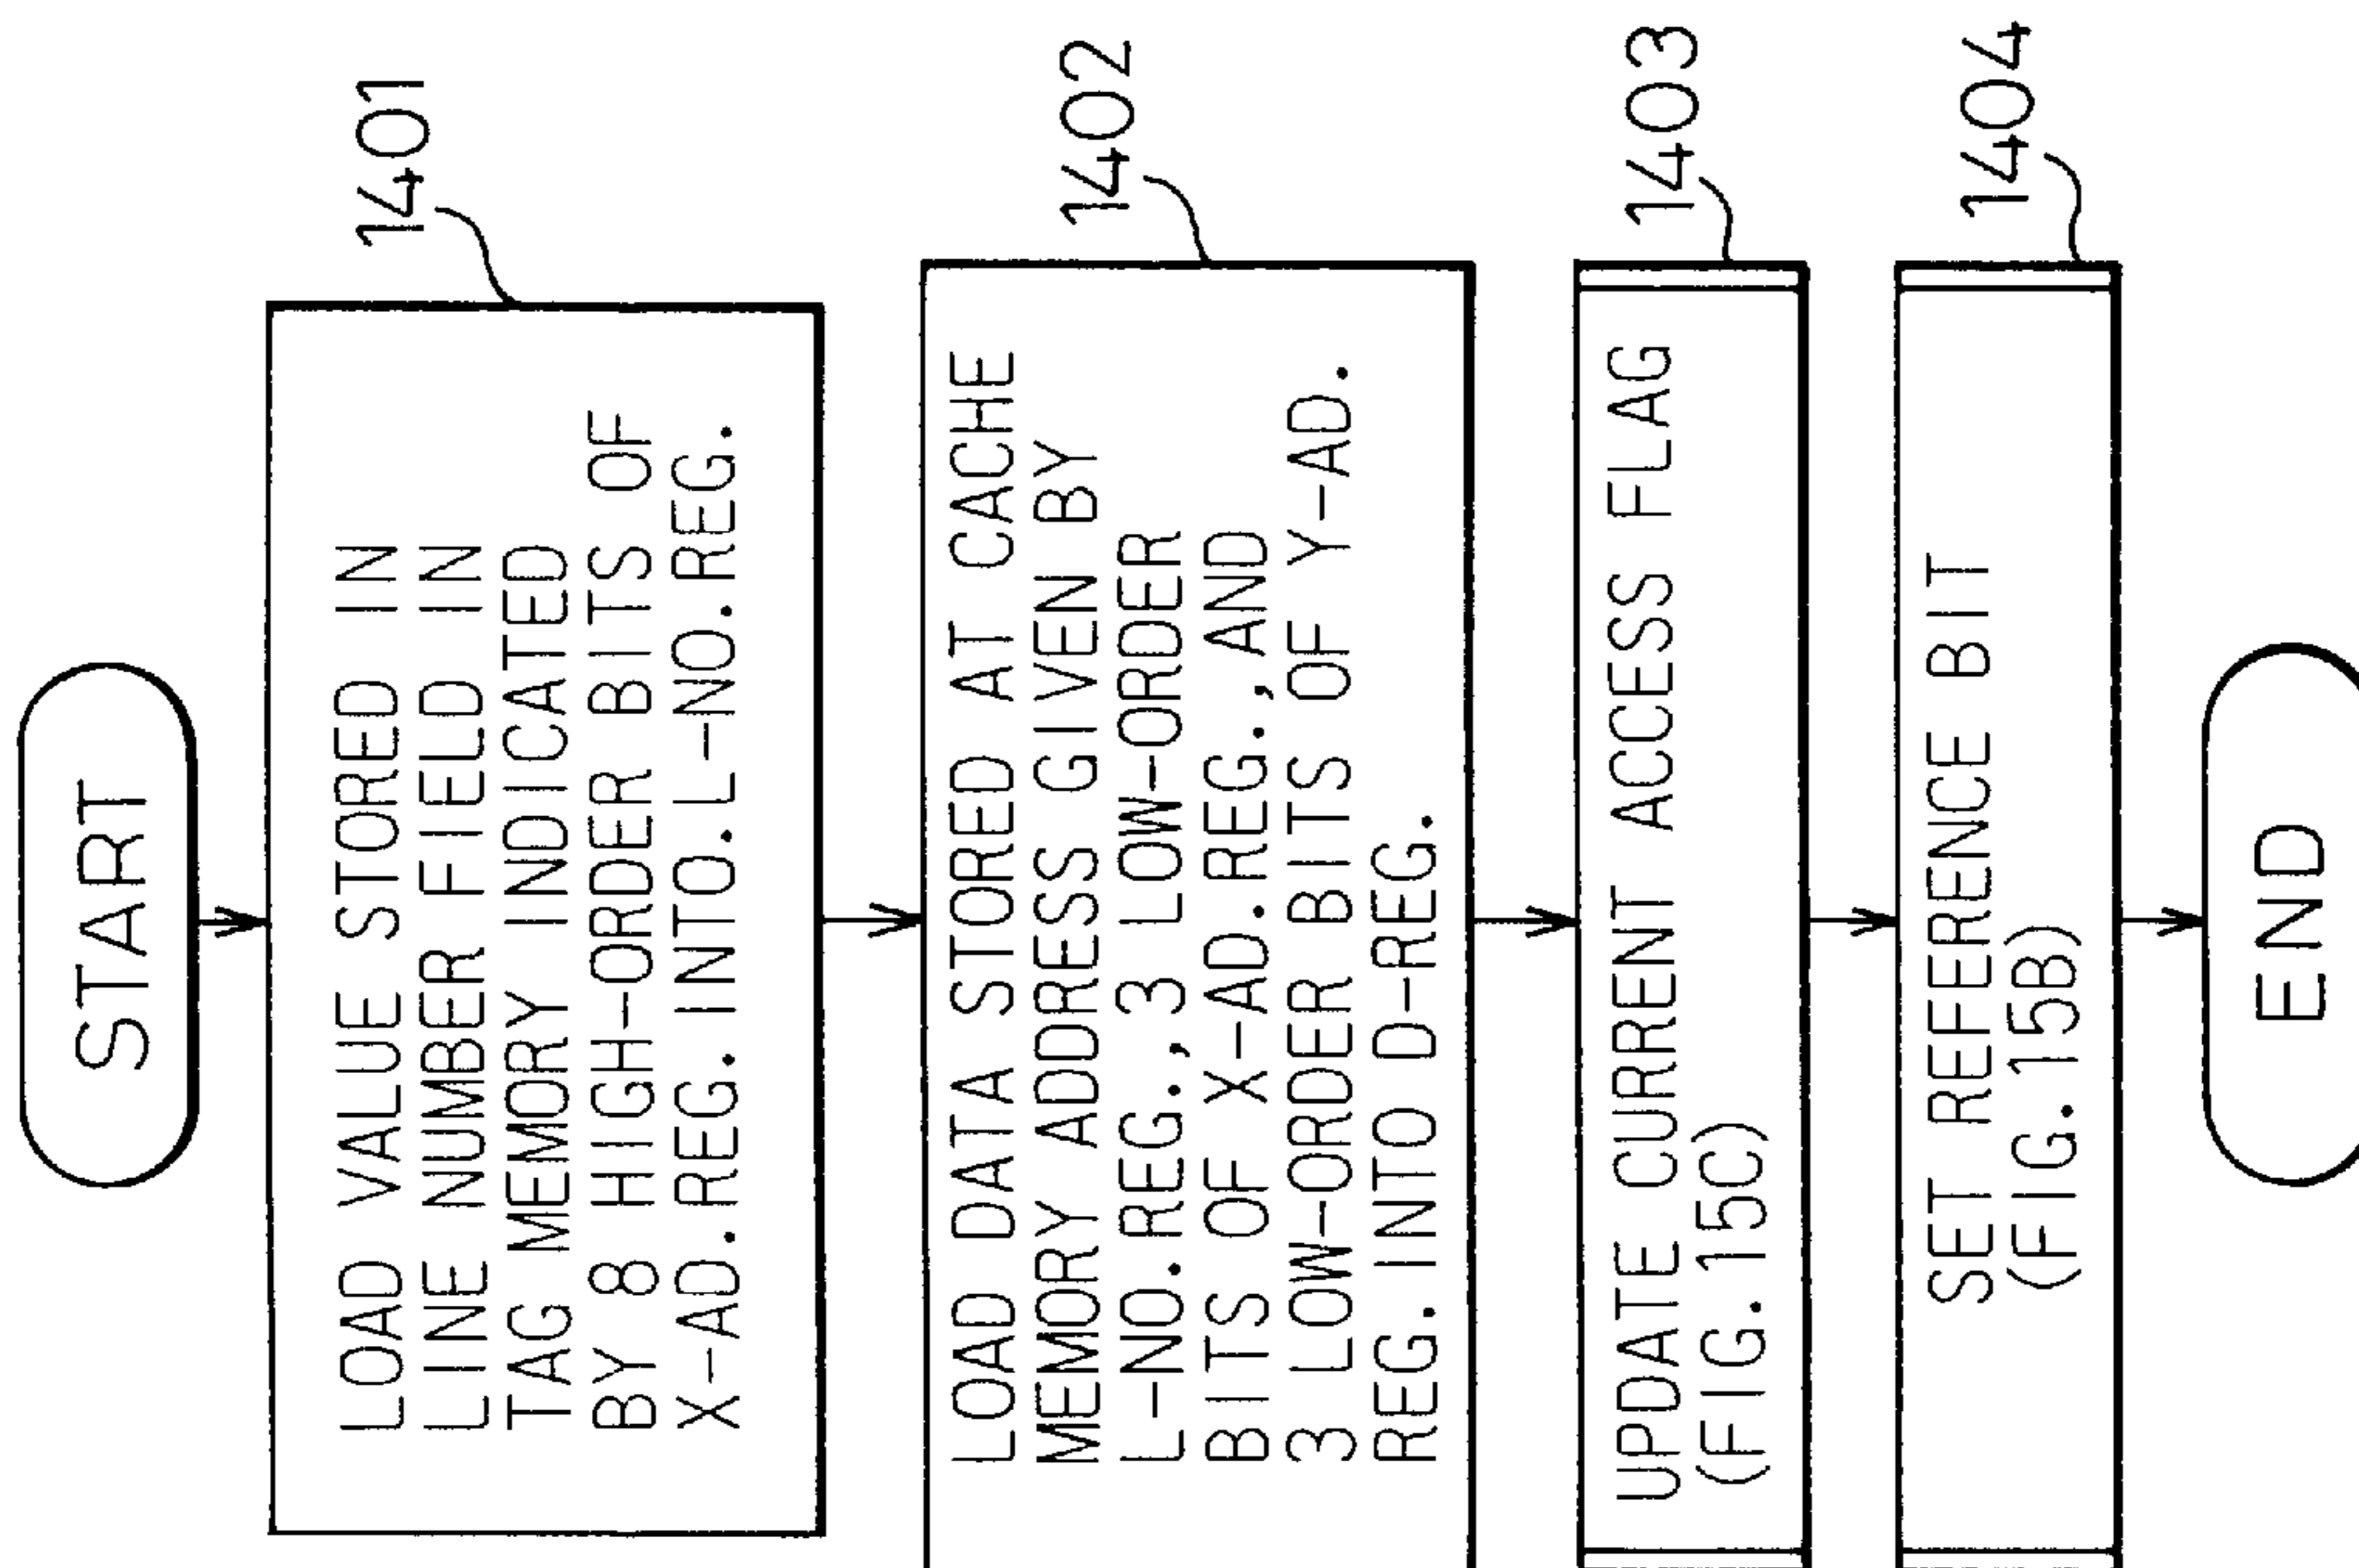 START
1401
LOAD VALUE STORED IN
LINE NUMBER FIELD IN
TAG MEMORY INDICATED
BY 8 HIGH-ORDER BITS OF
X-AD.REG. INTO. L-NO.REG.
1402
LOAD DATA STORED AT CACHE
MEMORY ADDRESS GIVEN BY
L-NO.REG.,3 LOW-ORDER
BITS OF X-AD.REG.,AND
3 LOW-ORDER BITS OF Y-AD.
REG. INTO D-REG.
1403
UPDATE CURRENT ACCESS FLAG
(FIG.15C)
1404
SET REFERENCE BIT
(FIG.15B)
END